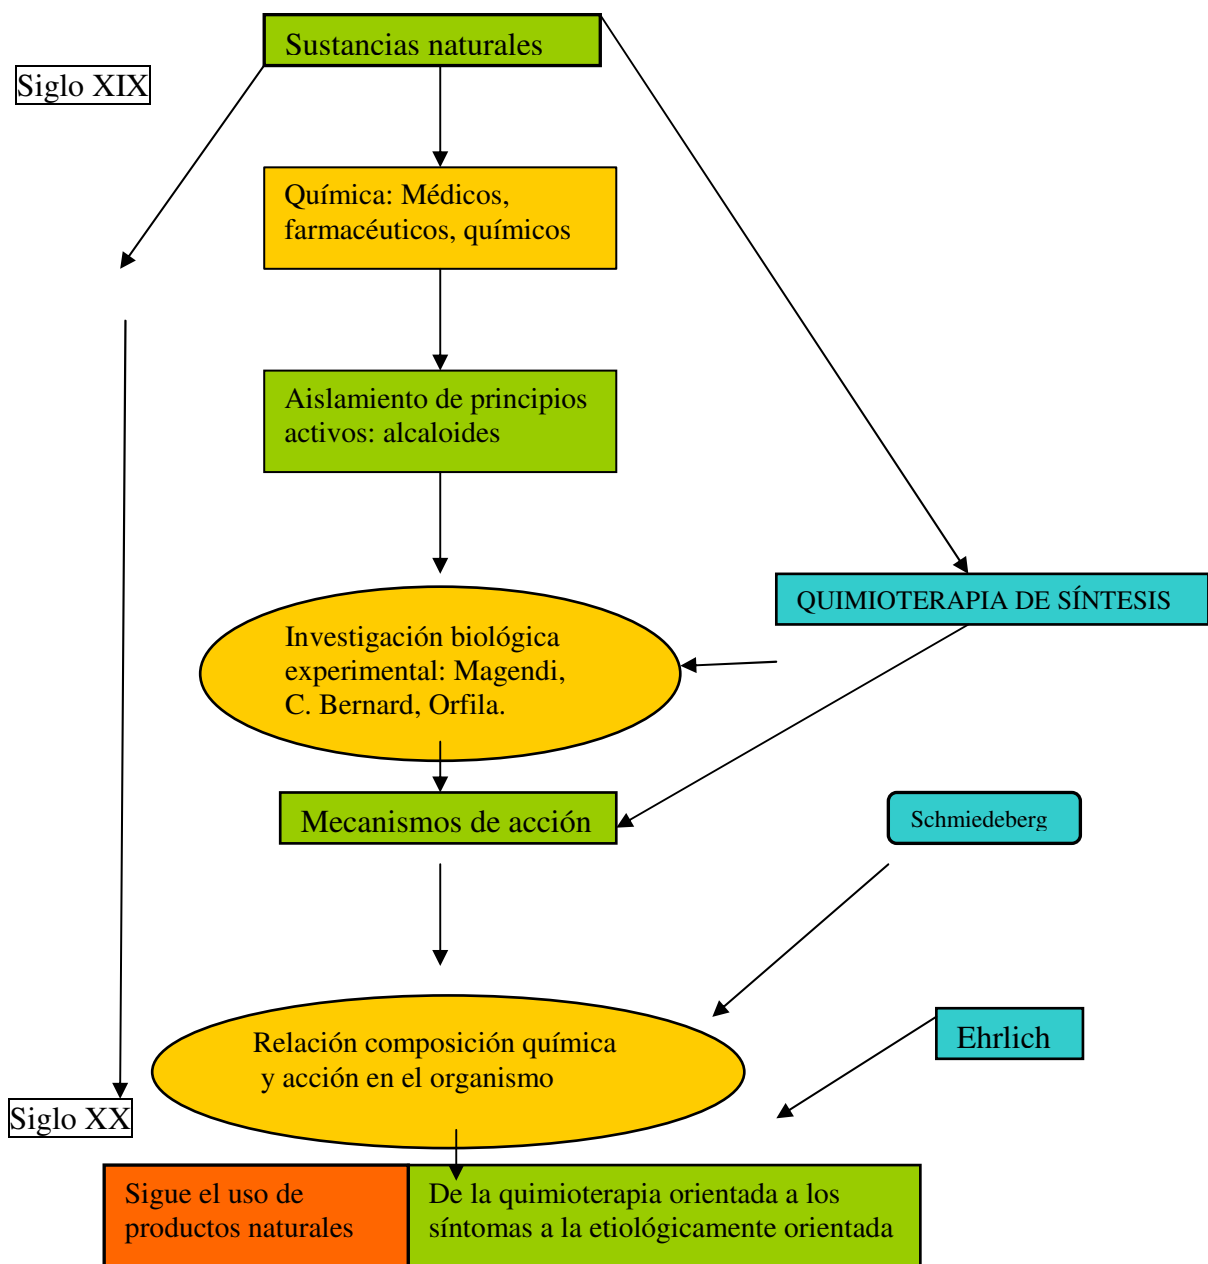 Sustancias naturales
Siglo XIX
Química: Médicos,
farmacéuticos, químicos
Aislamiento de principios
activos: alcaloides
QUIMIOTERAPIA DE SÍNTESIS
Investigación biológica
experimental: Magendi,
C. Bernard, Orfila.
Mecanismos de acción
Schmiedeberg
Ehrlich
Relación composición química
y acción en el organismo
Siglo XX
Sigue el uso de
productos naturales
De la quimioterapia orientada a los
síntomas a la etiológicamente orientada